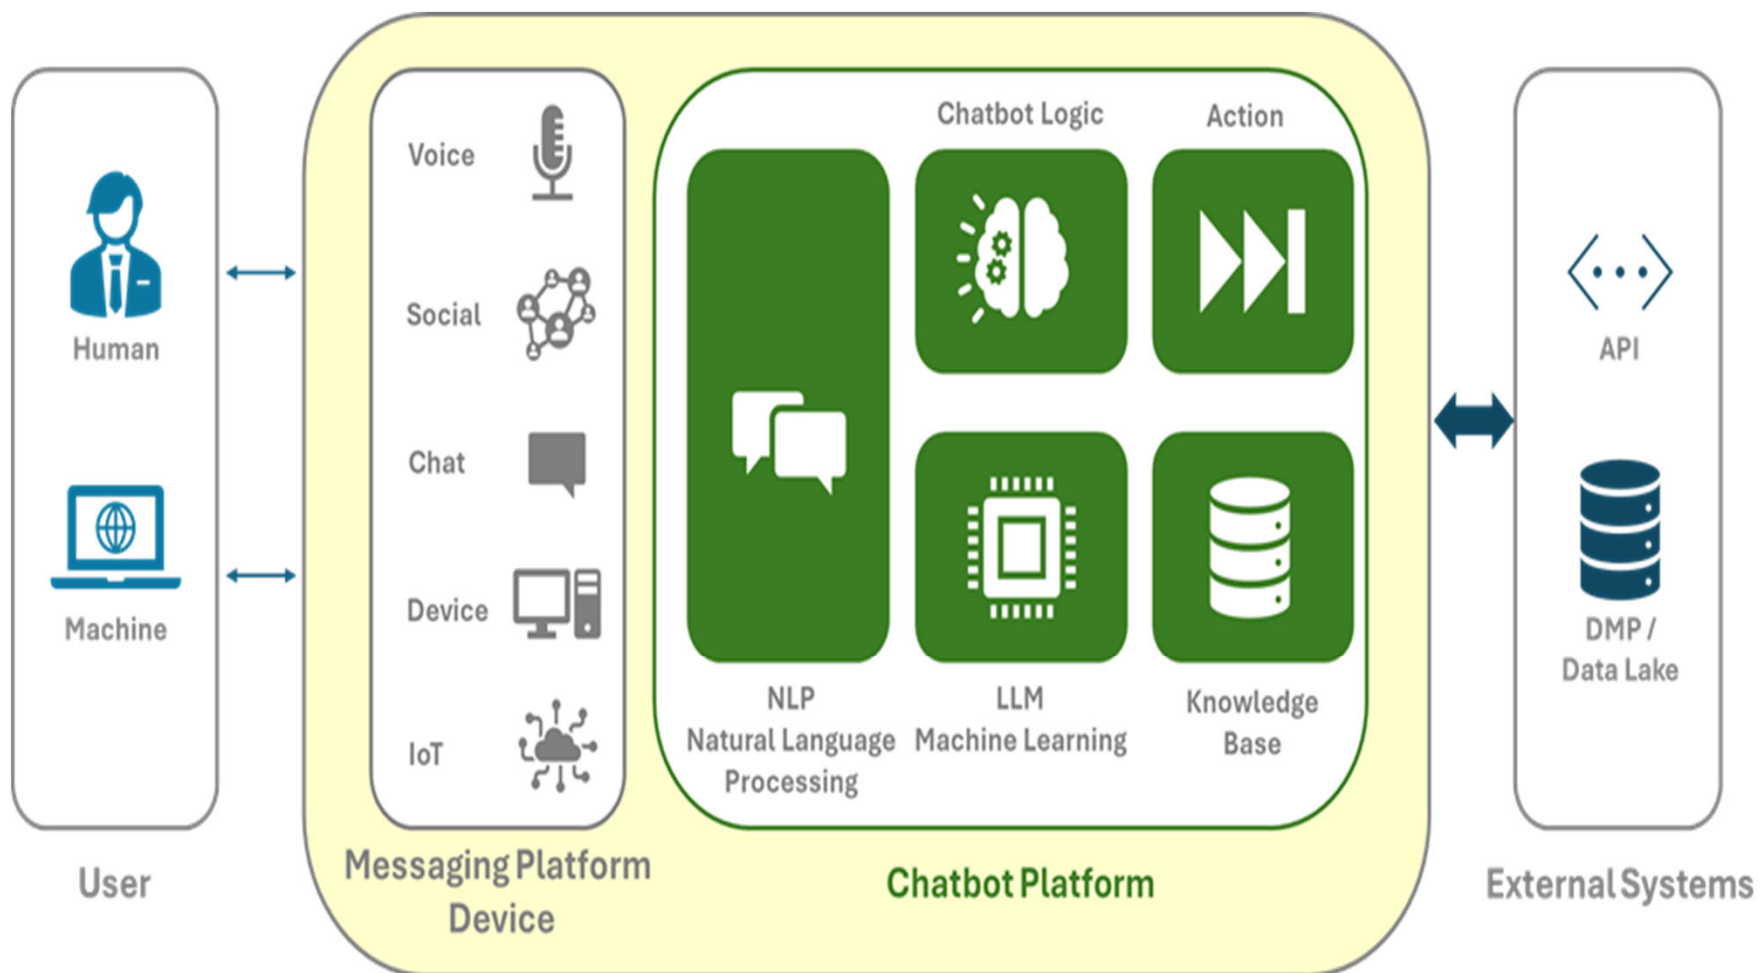 Human
Machine
User
Voice
Social
Chat
Device
IoT
Messaging Platform
Device
Chatbot Logic
Action
NLP
Natural Language
Processing
LLM
Machine Learning
Knowledge
Base
Chatbot Platform
API
DMP /
Data Lake
External Systems